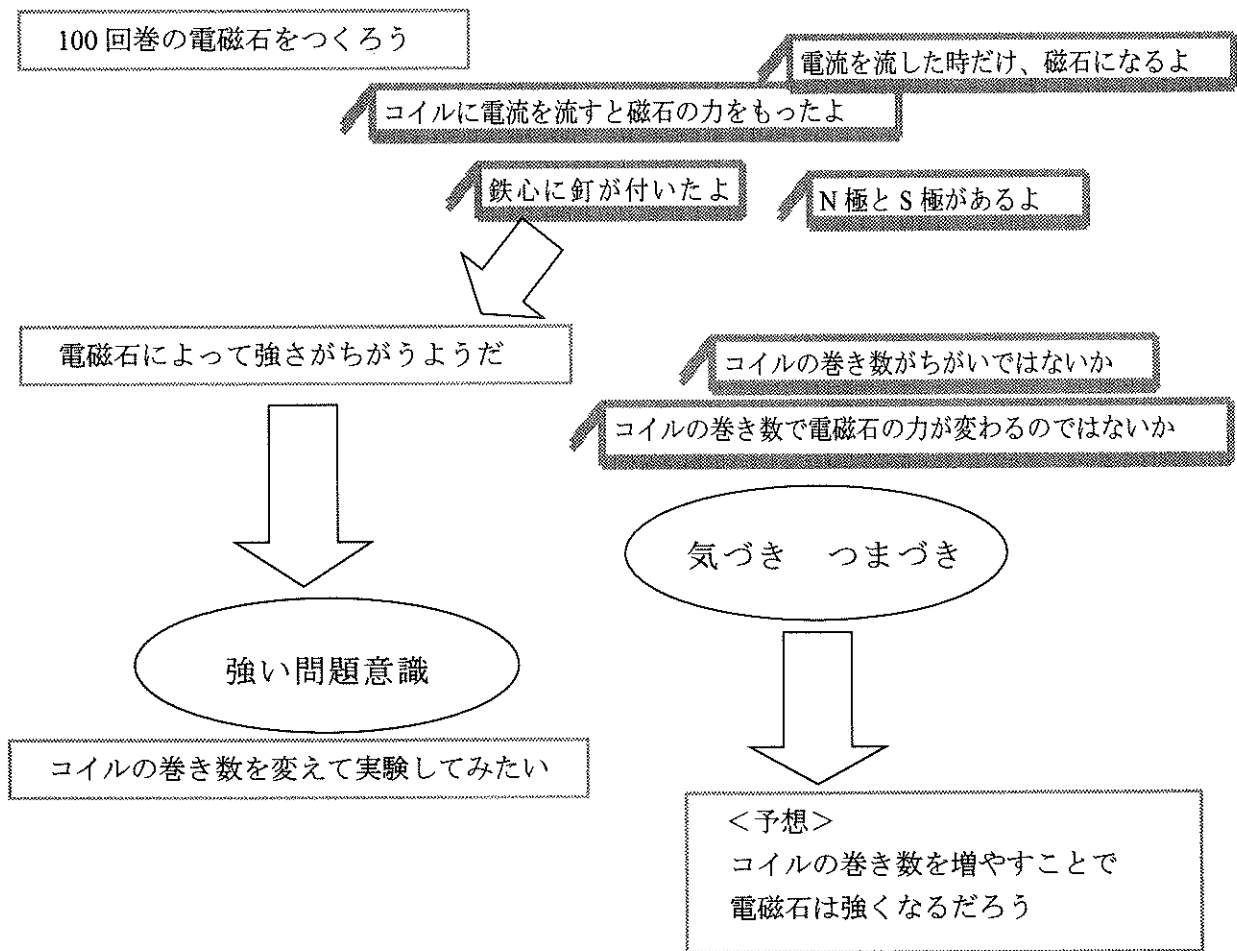 100回巻の電磁石をつくろう
電流を流した時だけ、磁石になるよ
コイルに電流を流すと磁石の力をもったよ
鉄心に釘が付いたよ
N極とS極があるよ
電磁石によって強さがちがうようだ
コイルの巻き数がちがいではないか
コイルの巻き数で電磁石の力が変わるのではないか
気づき つまづき
強い問題意識
コイルの巻き数を変えて実験してみたい
＜予想＞
コイルの巻き数を増やすことで
電磁石は強くなるだろう